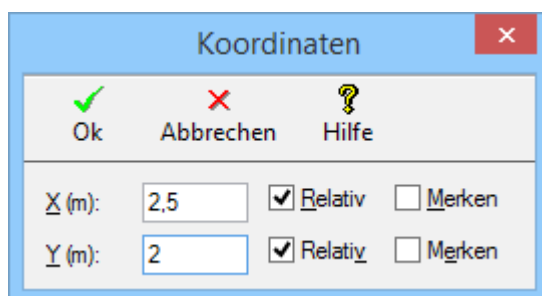 Koordinaten
Ok Abbrechen Hilfe
X (m): 2,5 Relativ Merken
Y (m): 2 Relativ Merken